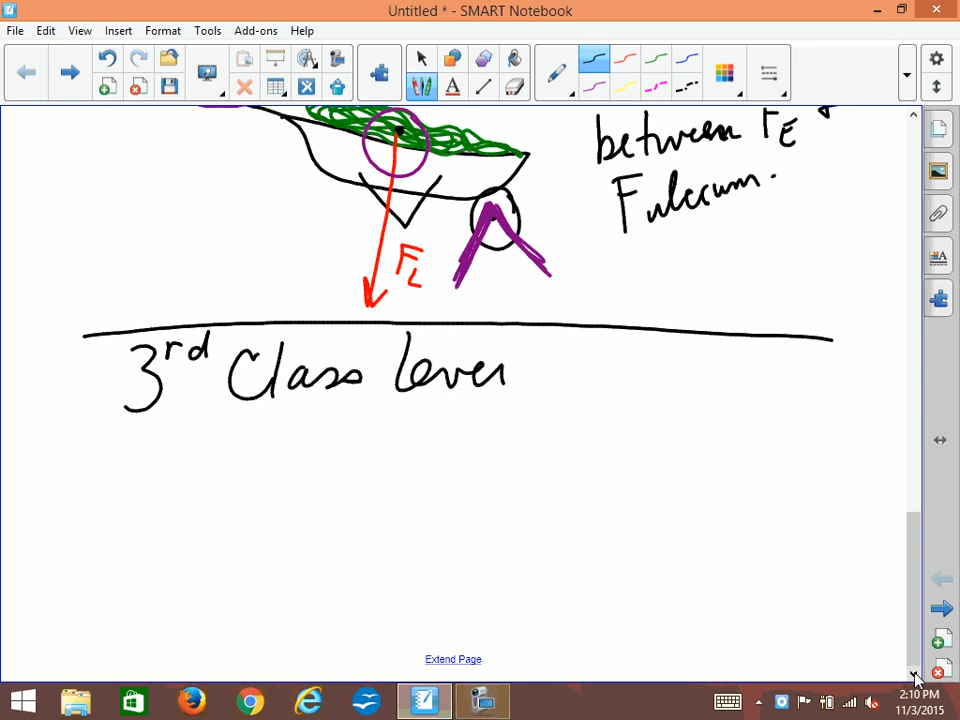 Untitled * - SMART Notebook
File Edit View Insert Format Tools Add-ons Help
between FE &
Fulcrum.
FL
3rd Class Lever
Extend Page
2:10 PM
11/3/2015